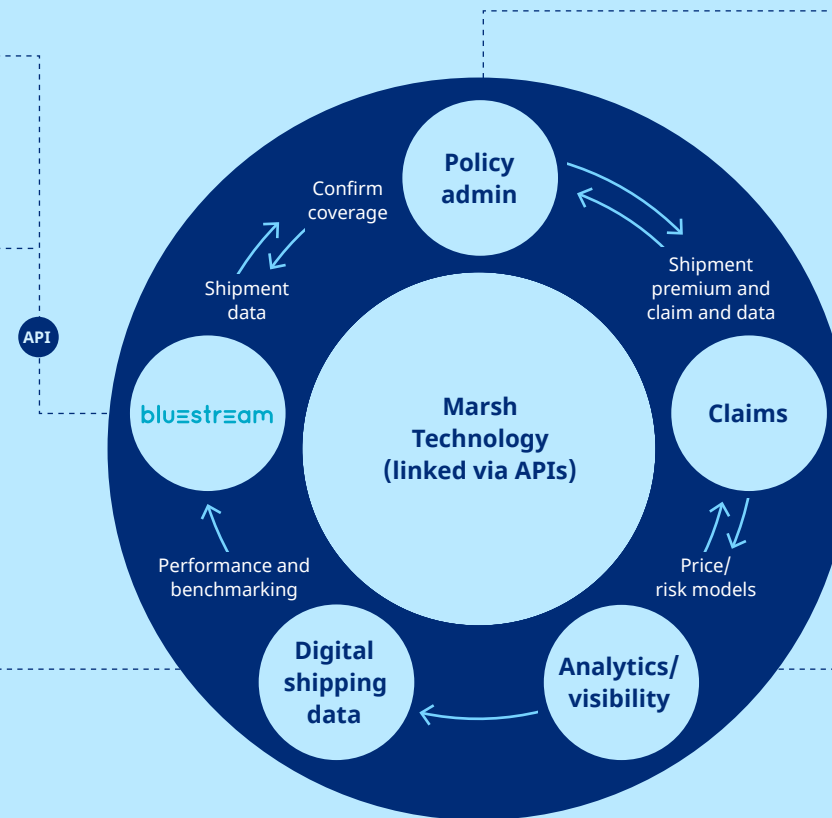 Policy
admin
Confirm
coverage
Shipment
data
Shipment
premium and
claim and data
API
bluestream
Marsh
Technology
(linked via APIs)
Claims
Performance and
benchmarking
Price/
risk models
Digital
shipping
data
Analytics/
visibility